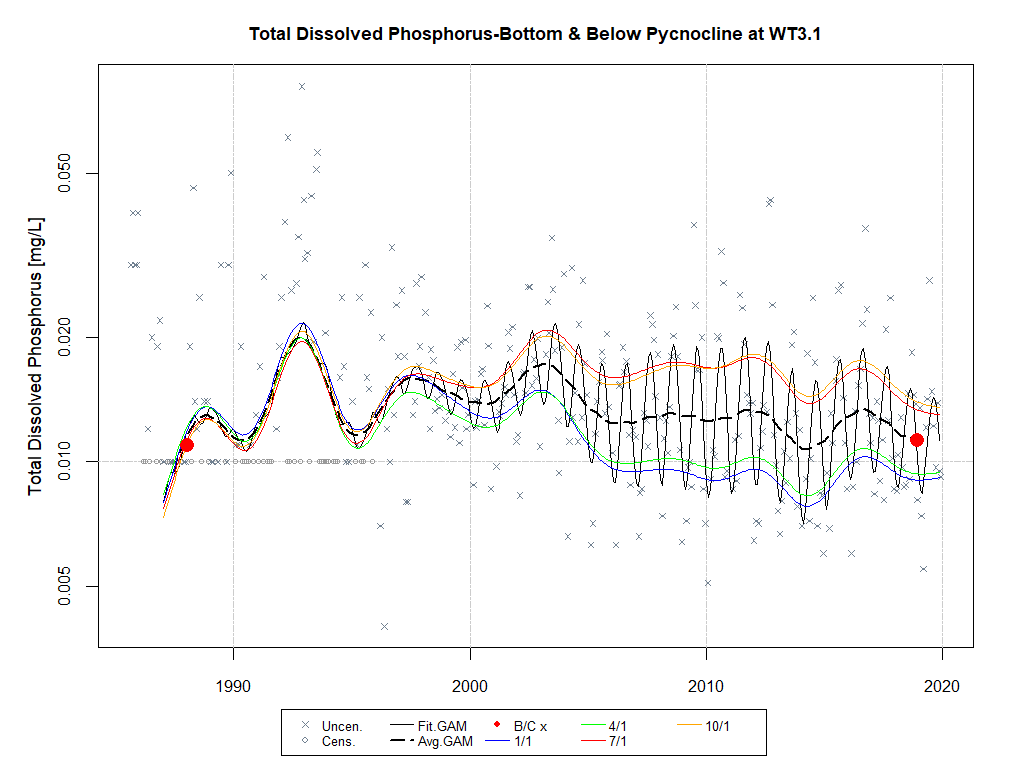 Total Dissolved Phosphorus-Bottom & Below Pycnocline at WT3.1
Total Dissolved Phosphorus [mg/L]
0.050
0.020
0.010
0.005
1990 2000 2010 2020
Uncen. Fit.GAM B/C x 4/1 10/1
Cens. Avg.GAM 1/1 7/1